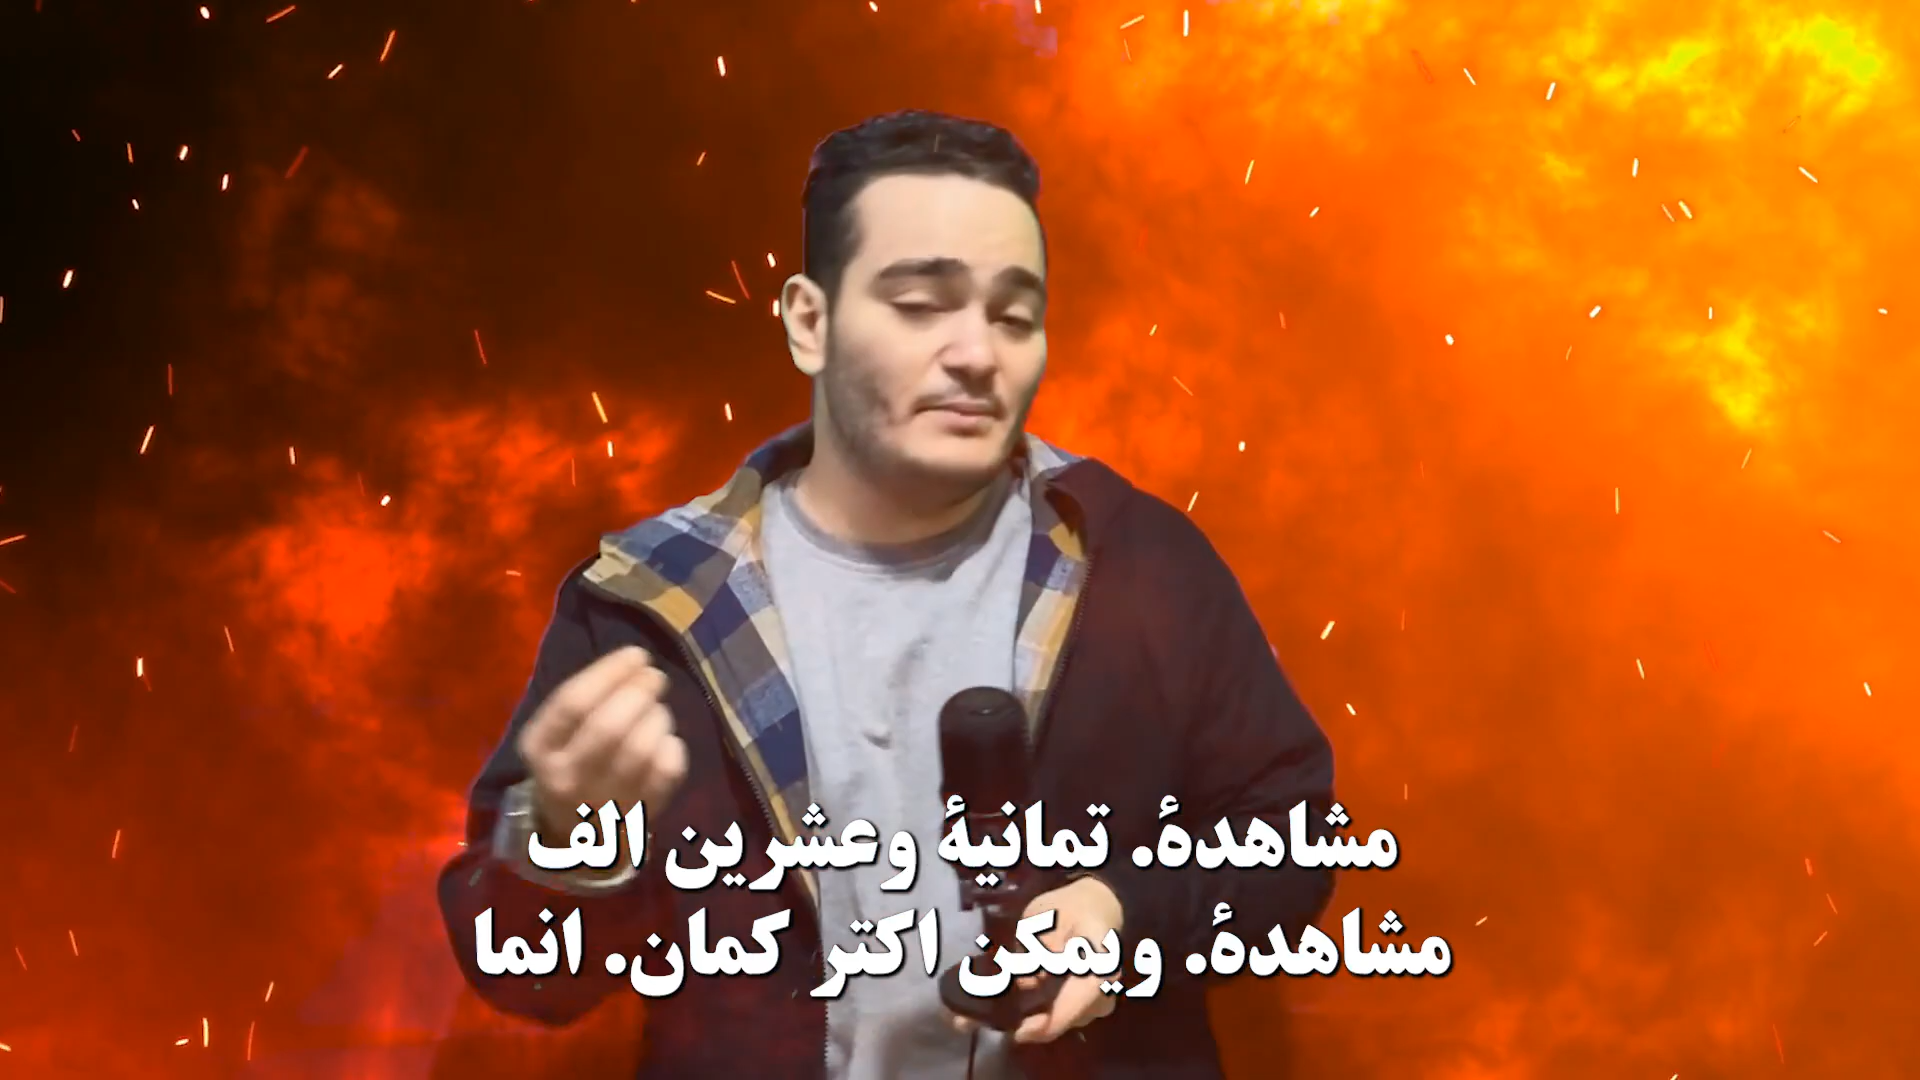 مشاهدۀ. تمانيۀ وعشرين الف
مشاهدۀ. ويمكن اكتر كمان. انما